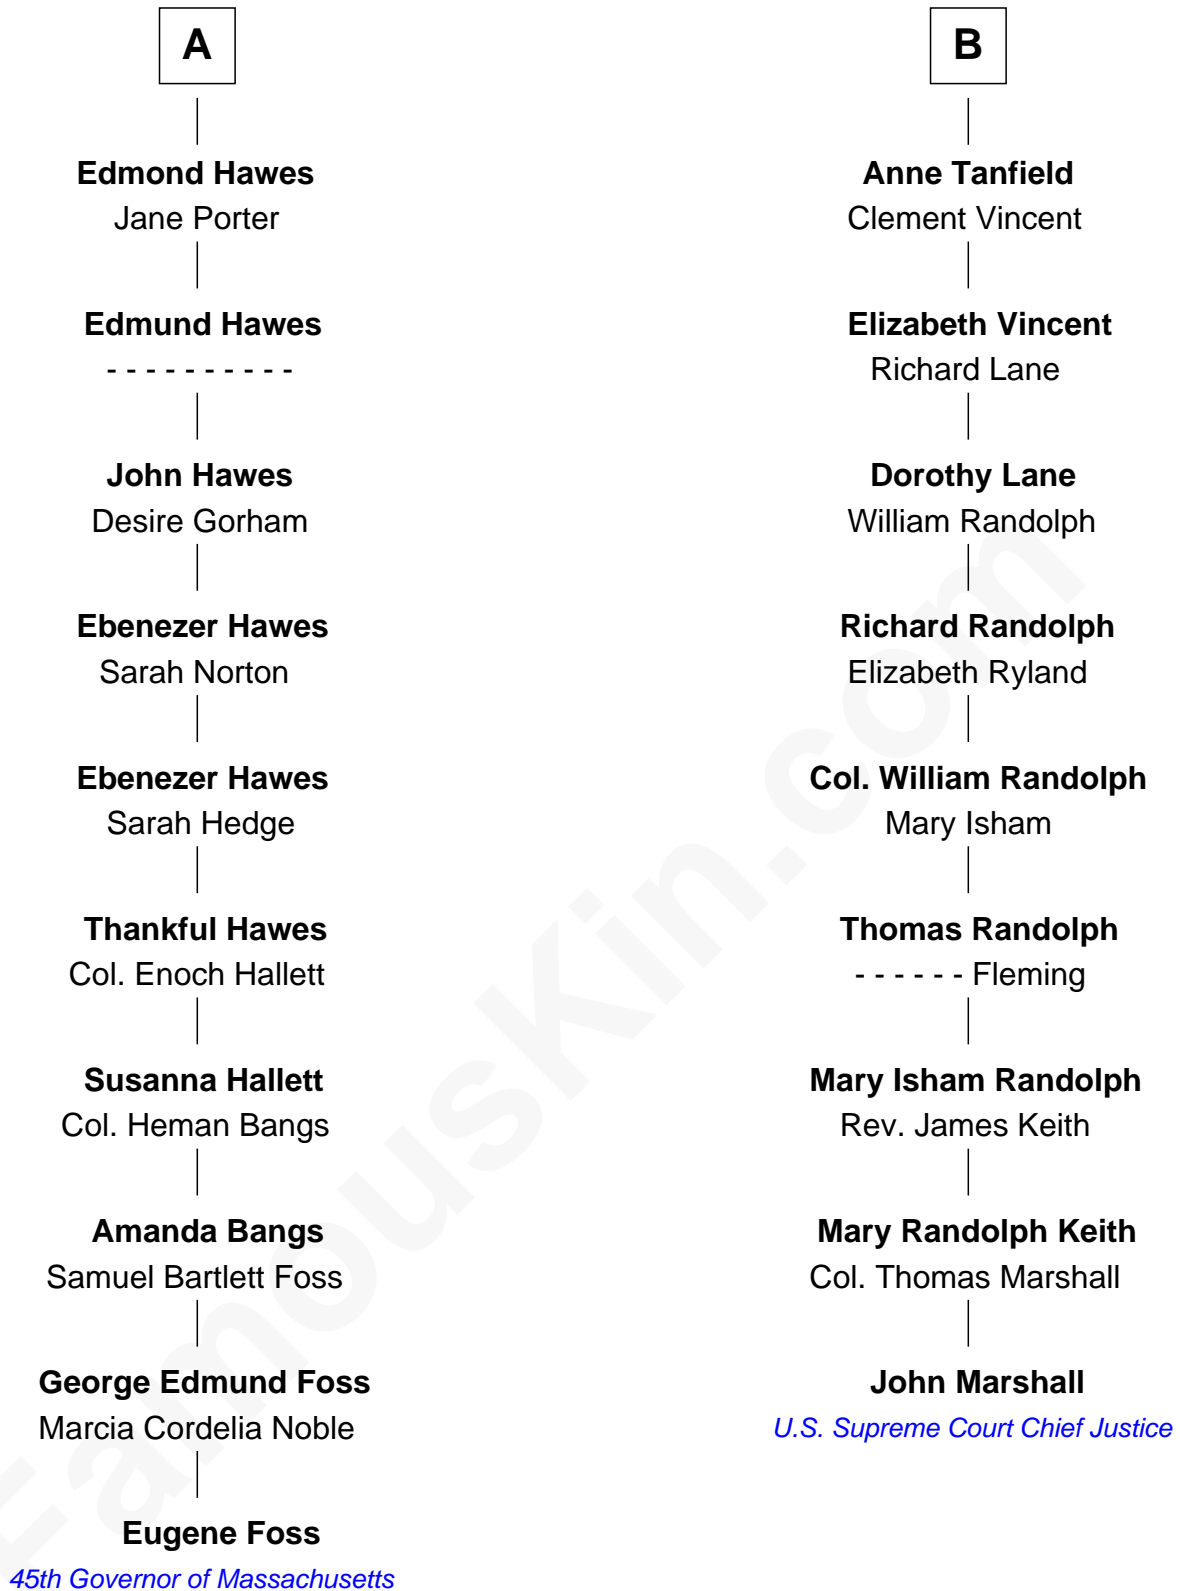 A
Edmond Hawes
Jane Porter
Edmund Hawes
- - - - - - - - - -
John Hawes
Desire Gorham
Ebenezer Hawes
Sarah Norton
Ebenezer Hawes
Sarah Hedge
Thankful Hawes
Col. Enoch Hallett
Susanna Hallett
Col. Heman Bangs
Amanda Bangs
Samuel Bartlett Foss
George Edmund Foss
Marcia Cordelia Noble
Eugene Foss
45th Governor of Massachusetts
B
Anne Tanfield
Clement Vincent
Elizabeth Vincent
Richard Lane
Dorothy Lane
William Randolph
Richard Randolph
Elizabeth Ryland
Col. William Randolph
Mary Isham
Thomas Randolph
- - - - - - Fleming
Mary Isham Randolph
Rev. James Keith
Mary Randolph Keith
Col. Thomas Marshall
John Marshall
U.S. Supreme Court Chief Justice
FamousKin.com